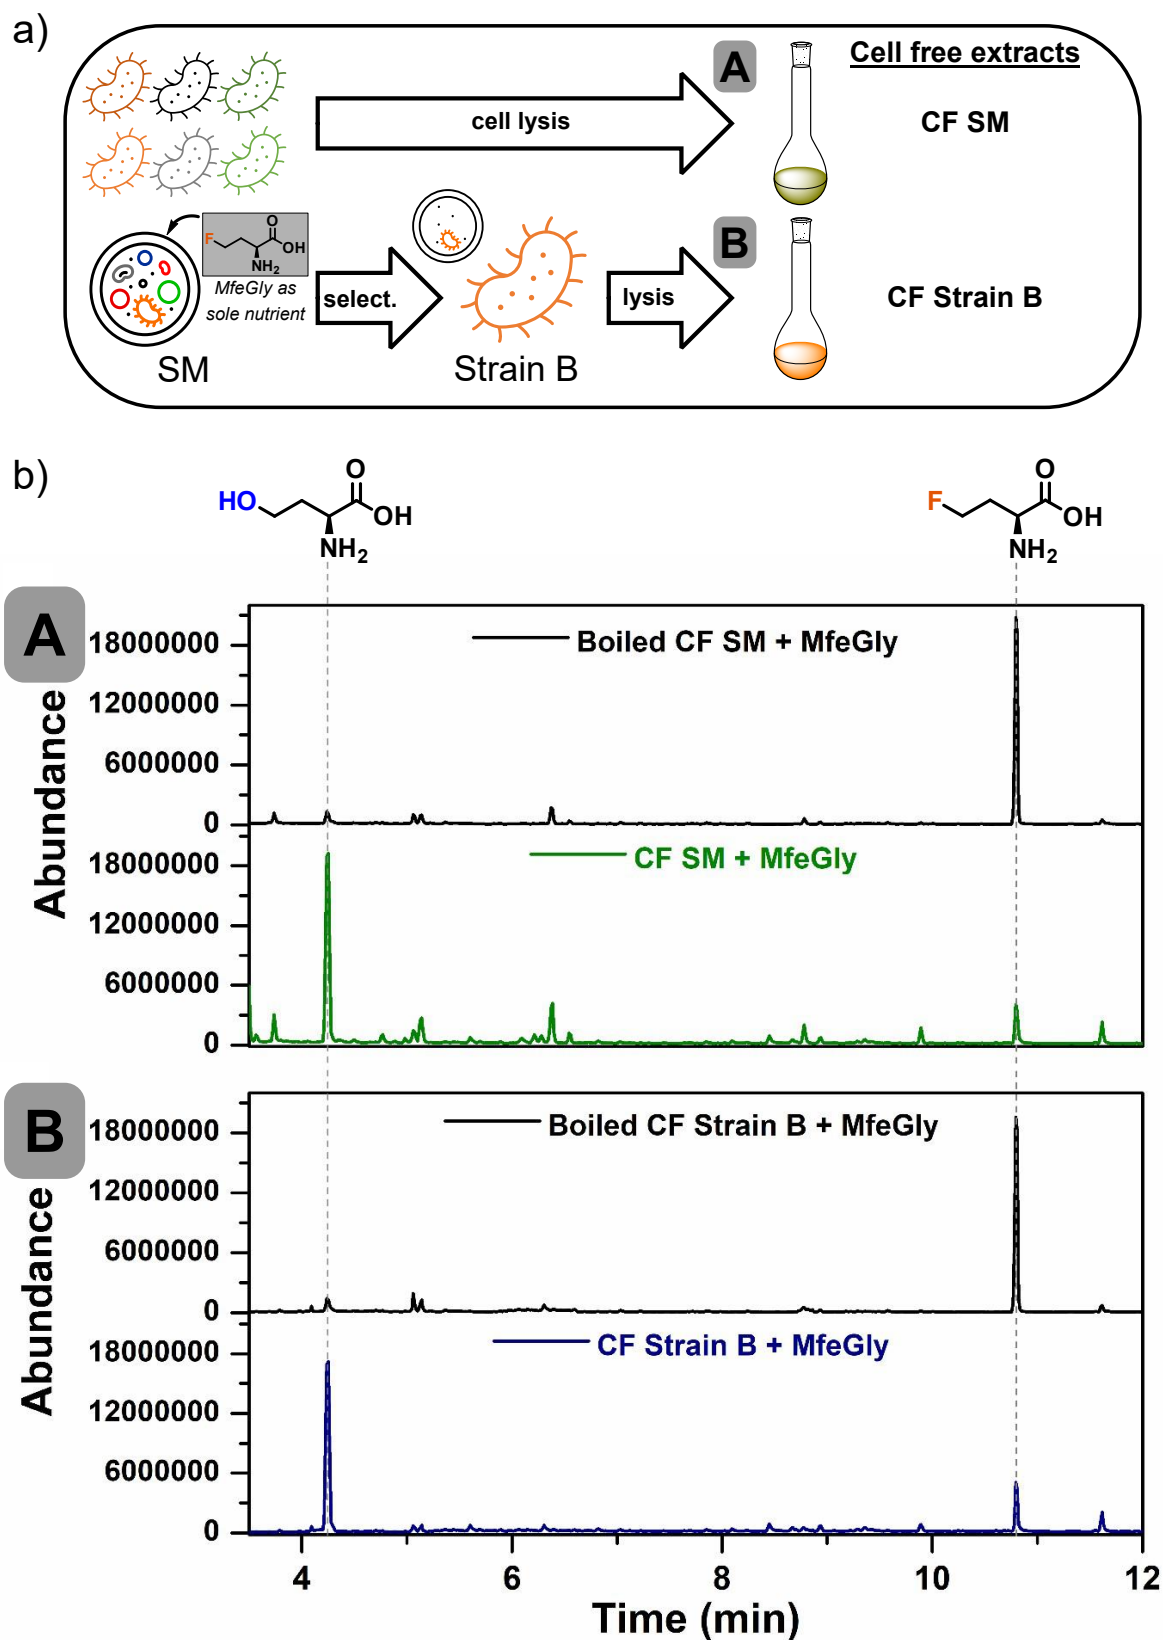 a)
A
Cell free extracts
cell lysis
CF SM
F
O
OH
NH2
MfeGly as
sole nutrient
select.
lysis
B
CF Strain B
SM
Strain B
b)
HO
O
OH
NH2
F
O
OH
NH2
A
Abundance
18000000
12000000
6000000
0
Boiled CF SM + MfeGly
18000000
12000000
6000000
0
CF SM + MfeGly
B
Abundance
18000000
12000000
6000000
0
Boiled CF Strain B + MfeGly
18000000
12000000
6000000
0
CF Strain B + MfeGly
4 6 8 10 12
Time (min)